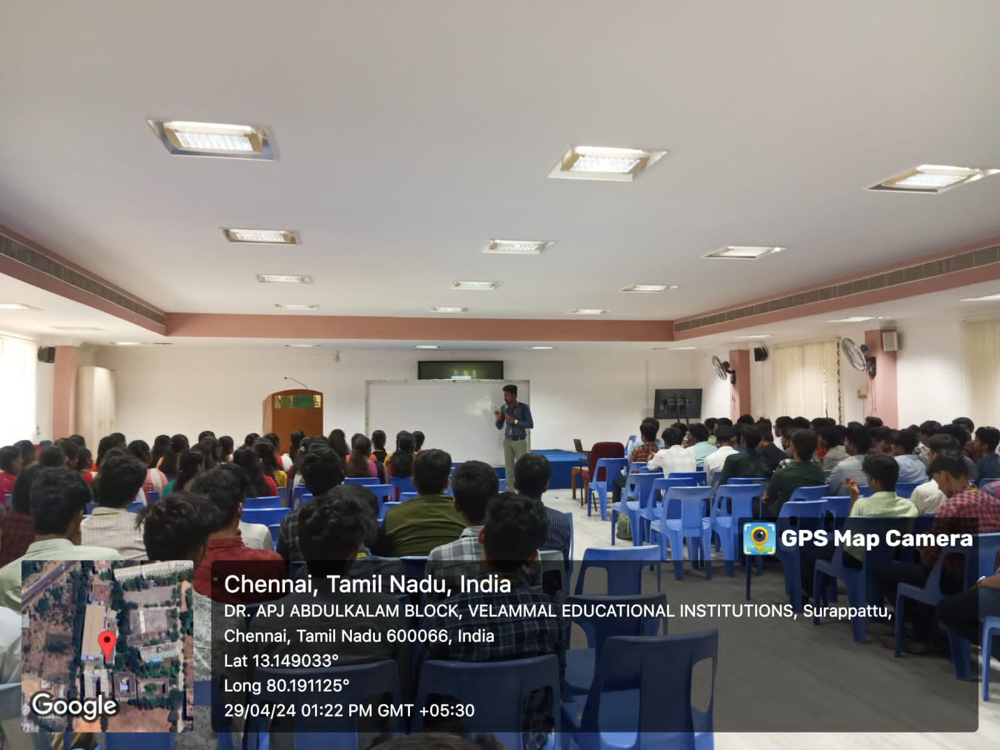 VELAMMAL
GPS Map Camera
Chennai, Tamil Nadu, India
DR. APJ ABDULKALAM BLOCK, VELAMMAL EDUCATIONAL INSTITUTIONS, Surappattu,
Chennai, Tamil Nadu 600066, India
Lat 13.149033°
Long 80.191125°
29/04/24 01:22 PM GMT +05:30
Google